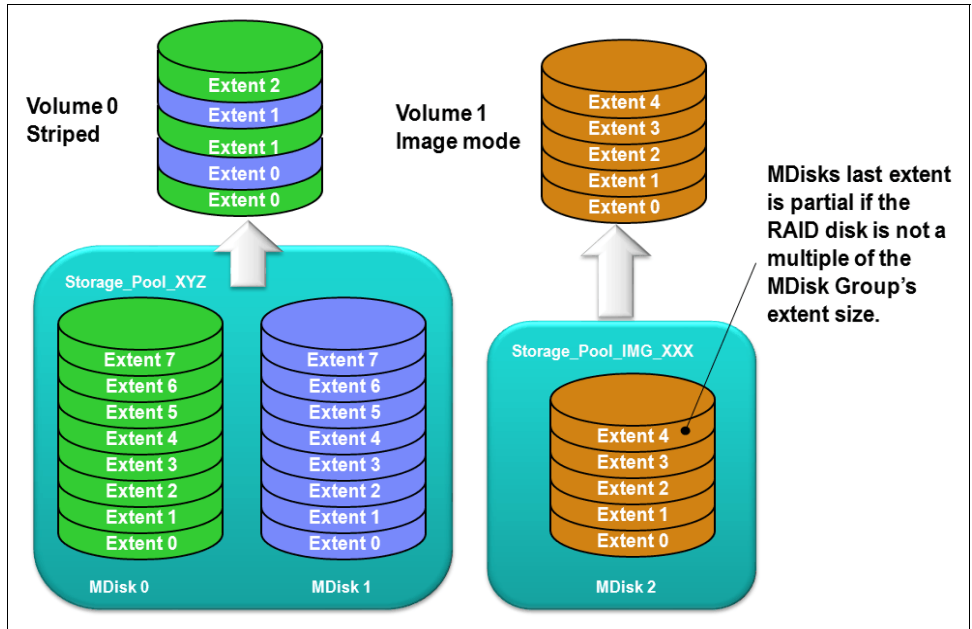 Volume 0
Striped
Extent 2
Extent 1
Extent 1
Extent 0
Extent 0
Volume 1
Image mode
Extent 4
Extent 3
Extent 2
Extent 1
Extent 0
MDisks last extent
is partial if the
RAID disk is not a
multiple of the
MDisk Group's
extent size.
Storage_Pool_XYZ
Extent 7
Extent 6
Extent 5
Extent 4
Extent 3
Extent 2
Extent 1
Extent 0
MDisk 0
Extent 7
Extent 6
Extent 5
Extent 4
Extent 3
Extent 2
Extent 1
Extent 0
MDisk 1
Storage_Pool_IMG_XXX
Extent 4
Extent 3
Extent 2
Extent 1
Extent 0
MDisk 2